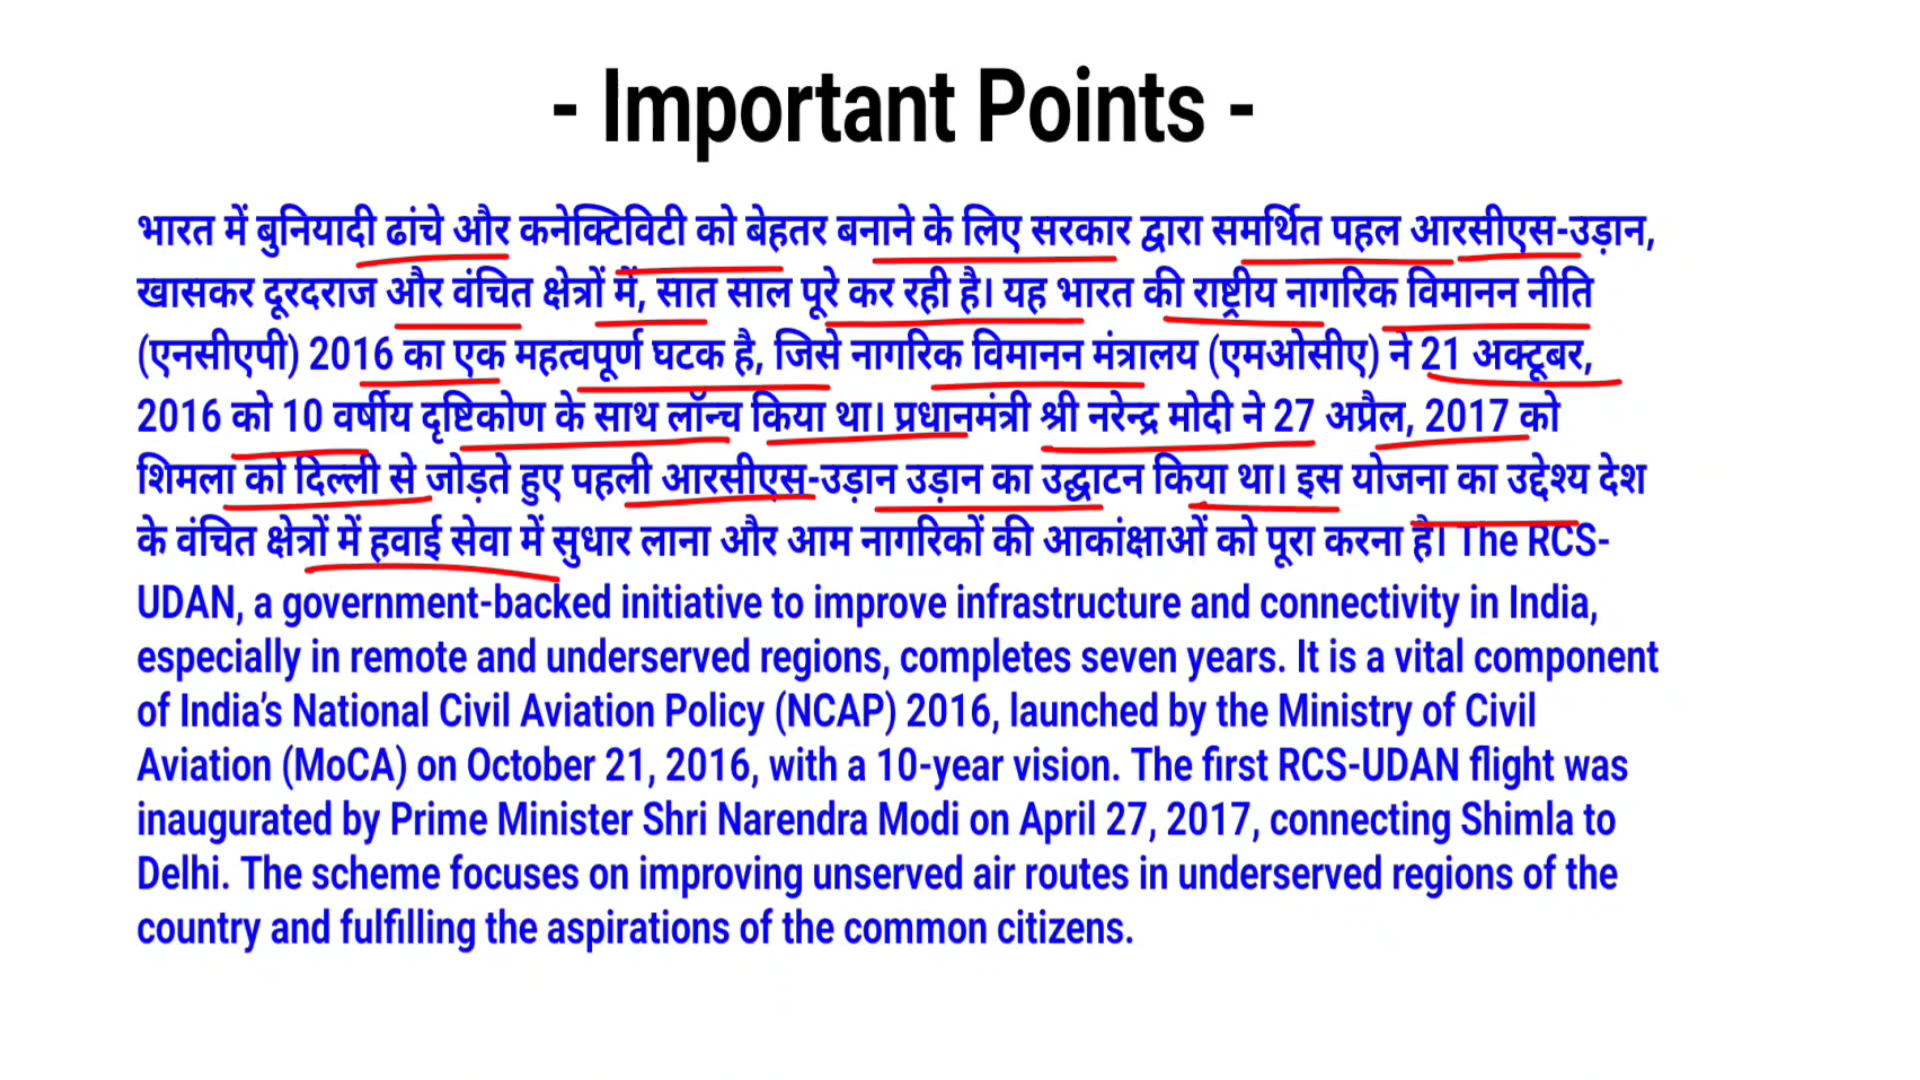 - Important Points -
भारत में बुनियादी ढांचे और कनेक्टिविटी को बेहतर बनाने के लिए सरकार द्वारा समर्थित पहल आरसीएस-उड़ान,
खासकर दूरदराज और वंचित क्षेत्रों में, सात साल पूरे कर रही है। यह भारत की राष्ट्रीय नागरिक विमानन नीति
(एनसीएपी) 2016 का एक महत्वपूर्ण घटक है, जिसे नागरिक विमानन मंत्रालय (एमओसीए) ने 21 अक्टूबर,
2016 को 10 वर्षीय दृष्टिकोण के साथ लॉन्च किया था। प्रधानमंत्री श्री नरेन्द्र मोदी ने 27 अप्रैल, 2017 को
शिमला को दिल्ली से जोड़ते हुए पहली आरसीएस-उड़ान उड़ान का उद्घाटन किया था। इस योजना का उद्देश्य देश
के वंचित क्षेत्रों में हवाई सेवा में सुधार लाना और आम नागरिकों की आकांक्षाओं को पूरा करना है। The RCS-
UDAN, a government-backed initiative to improve infrastructure and connectivity in India,
especially in remote and underserved regions, completes seven years. It is a vital component
of India’s National Civil Aviation Policy (NCAP) 2016, launched by the Ministry of Civil
Aviation (MoCA) on October 21, 2016, with a 10-year vision. The first RCS-UDAN flight was
inaugurated by Prime Minister Shri Narendra Modi on April 27, 2017, connecting Shimla to
Delhi. The scheme focuses on improving unserved air routes in underserved regions of the
country and fulfilling the aspirations of the common citizens.